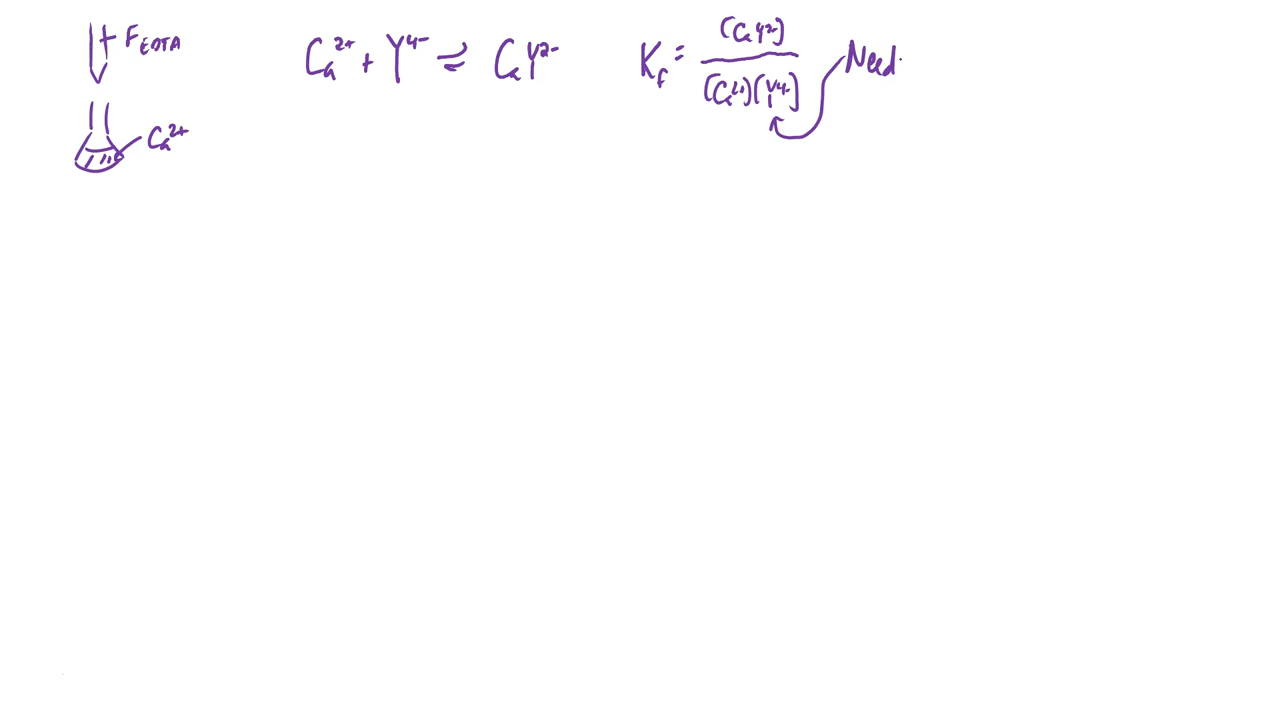 F EDTA
Ca²⁺
Ca²⁺ + Y⁴⁻ ⇌ CaY²⁻
Kf = [CaY²⁻] / [Ca²⁺][Y⁴⁻]
Need